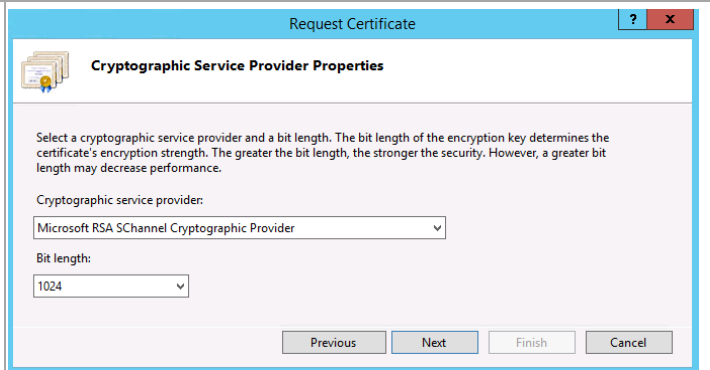 Request Certificate
?
x
Cryptographic Service Provider Properties
Select a cryptographic service provider and a bit length. The bit length of the encryption key determines the
certificate's encryption strength. The greater the bit length, the stronger the security. However, a greater bit
length may decrease performance.
Cryptographic service provider:
Microsoft RSA SChannel Cryptographic Provider
Bit length:
1024
Previous
Next
Finish
Cancel